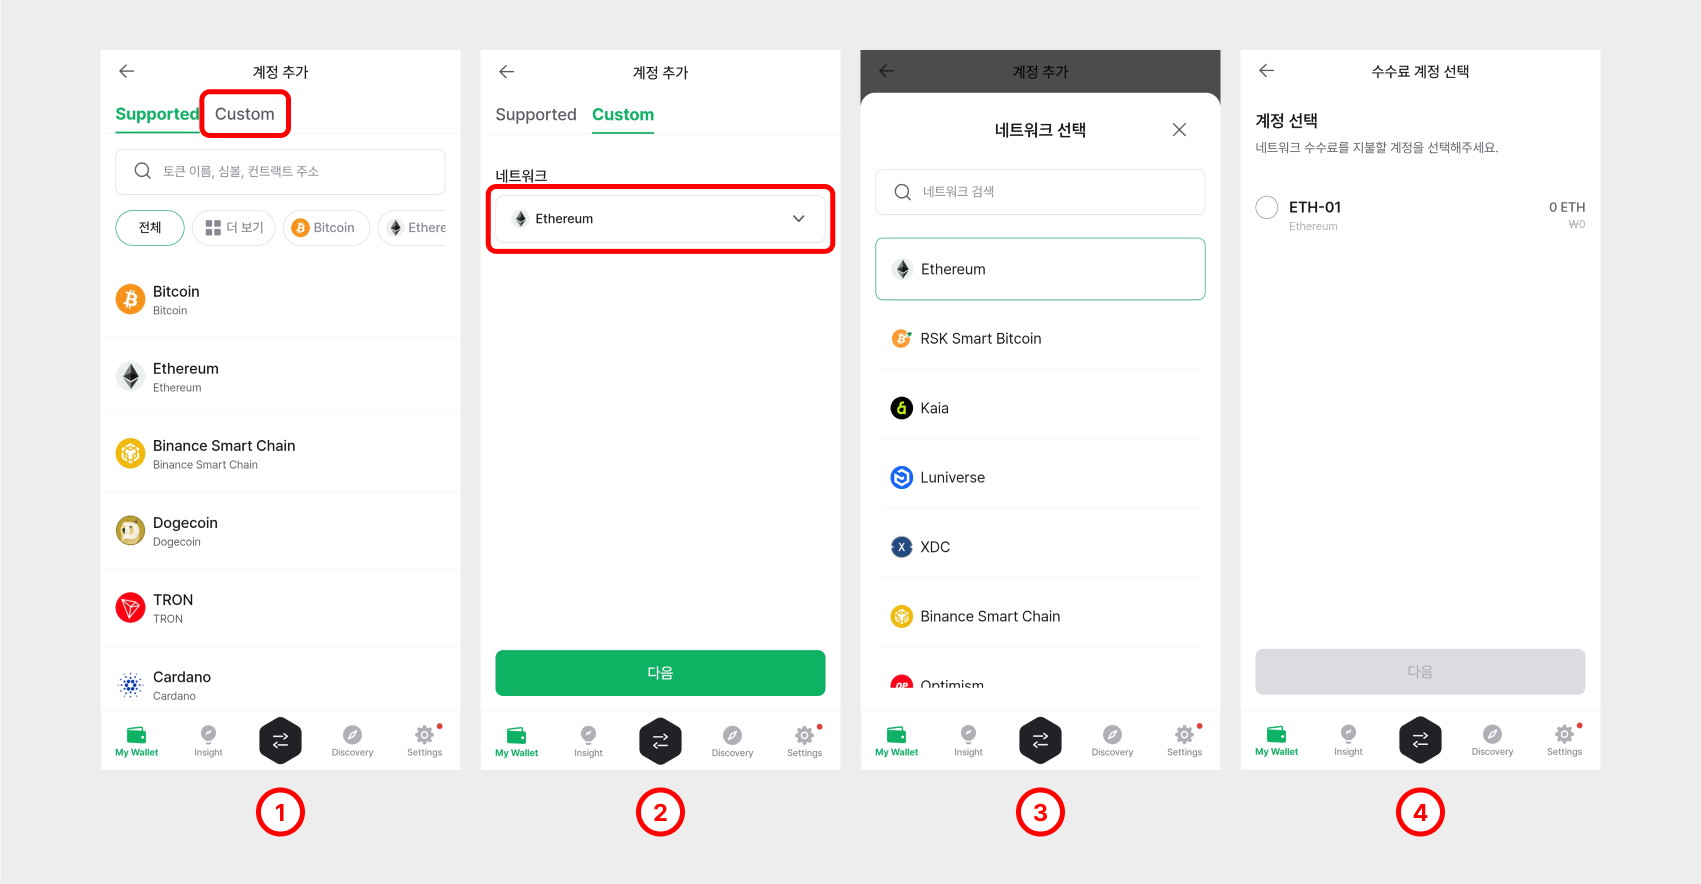 계정 추가
Supported Custom
토큰 이름, 심볼, 컨트랙트 주소
전체 더 보기 Bitcoin Ethere
Bitcoin
Bitcoin
Ethereum
Ethereum
Binance Smart Chain
Binance Smart Chain
Dogecoin
Dogecoin
TRON
TRON
Cardano
Cardano
My Wallet Insight Discovery Settings
1
계정 추가
Supported Custom
네트워크
Ethereum
다음
My Wallet Insight Discovery Settings
2
계정 추가
네트워크 선택
네트워크 검색
Ethereum
RSK Smart Bitcoin
Kaia
Luniverse
XDC
Binance Smart Chain
OP Optimism
My Wallet Insight Discovery Settings
3
수수료 계정 선택
계정 선택
네트워크 수수료를 지불할 계정을 선택해주세요.
ETH-01 0 ETH
Ethereum ₩0
다음
My Wallet Insight Discovery Settings
4